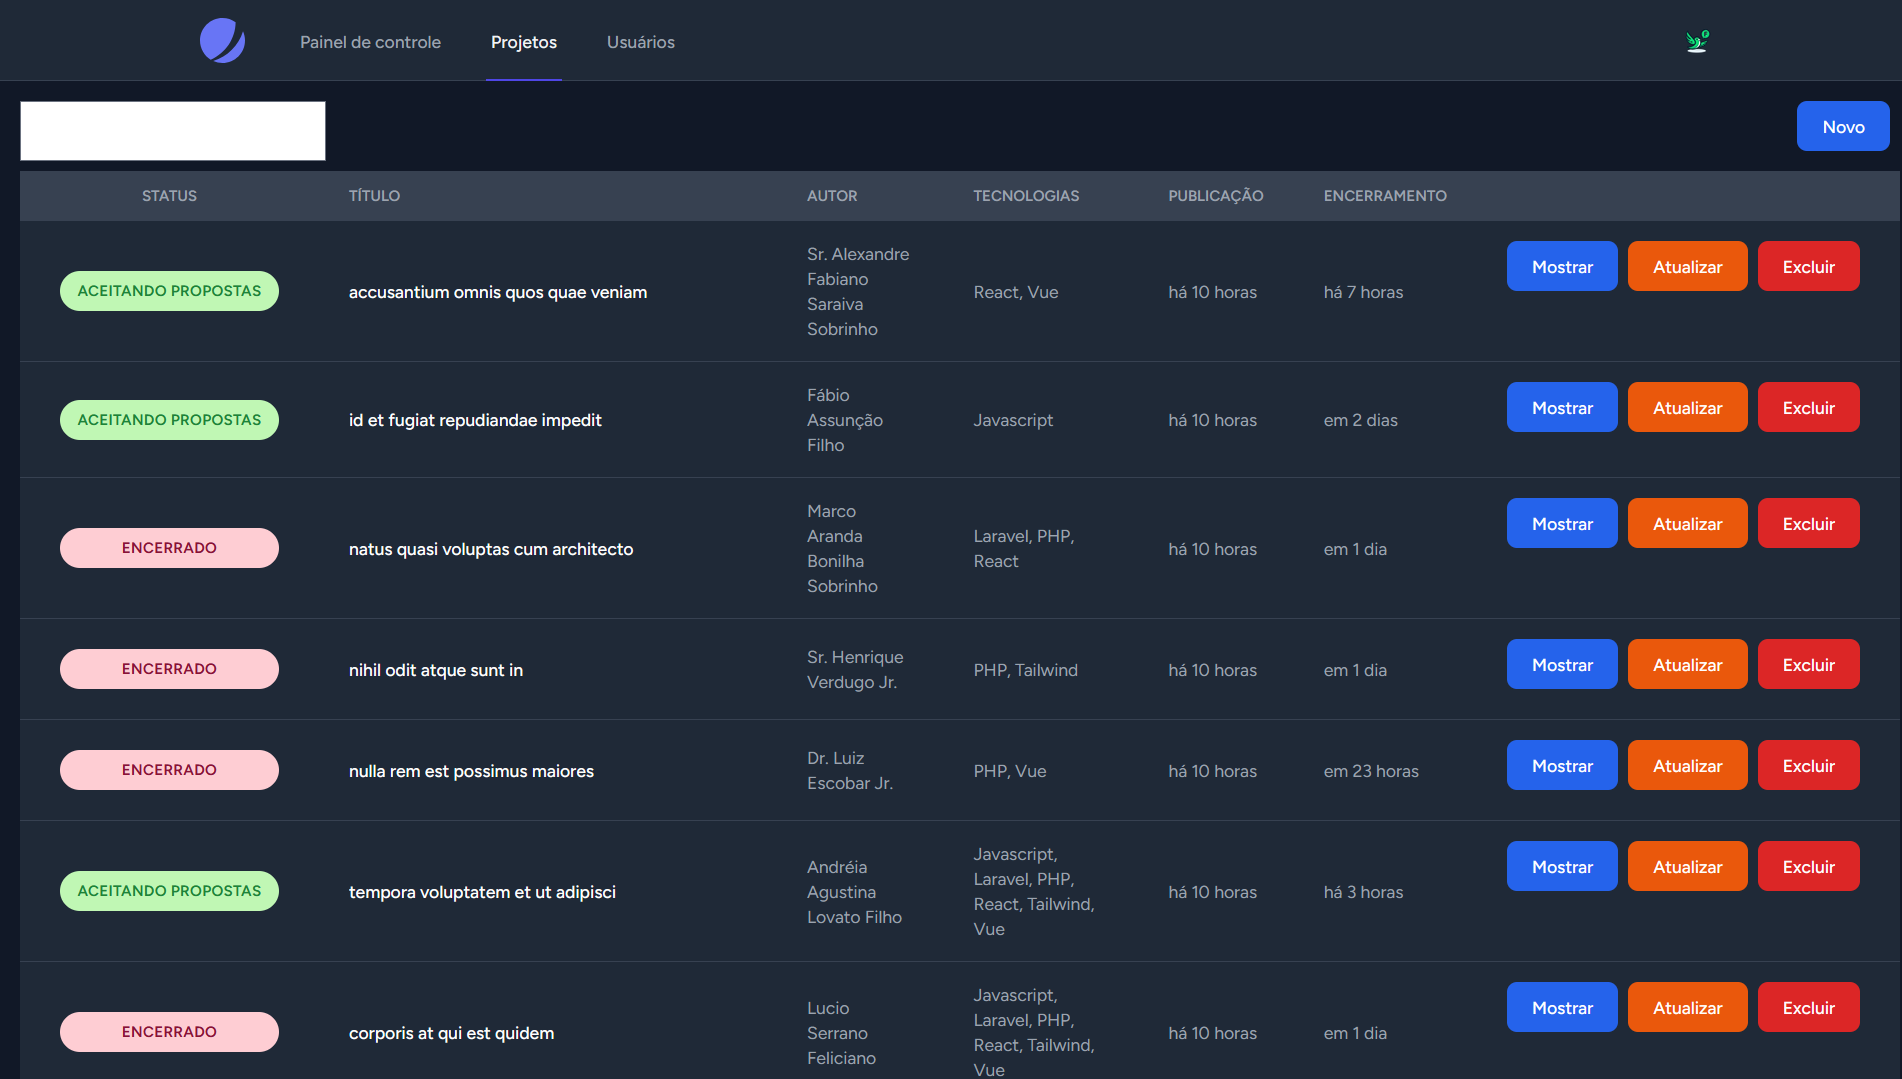 Painel de controle Projetos Usuários
Novo
STATUS TÍTULO AUTOR TECNOLOGIAS PUBLICAÇÃO ENCERRAMENTO
ACEITANDO PROPOSTAS accusantium omnis quos quae veniam Sr. Alexandre Fabiano Saraiva Sobrinho React, Vue há 10 horas há 7 horas Mostrar Atualizar Excluir
ACEITANDO PROPOSTAS id et fugiat repudiandae impedit Fábio Assunção Filho Javascript há 10 horas em 2 dias Mostrar Atualizar Excluir
ENCERRADO natus quasi voluptas cum architecto Marco Aranda Bonilha Sobrinho Laravel, PHP, React há 10 horas em 1 dia Mostrar Atualizar Excluir
ENCERRADO nihil odit atque sunt in Sr. Henrique Verdugo Jr. PHP, Tailwind há 10 horas em 1 dia Mostrar Atualizar Excluir
ENCERRADO nulla rem est possimus maiores Dr. Luiz Escobar Jr. PHP, Vue há 10 horas em 23 horas Mostrar Atualizar Excluir
ACEITANDO PROPOSTAS tempora voluptatem et ut adipisci Andréia Agustina Lovato Filho Javascript, Laravel, PHP, React, Tailwind, Vue há 10 horas há 3 horas Mostrar Atualizar Excluir
ENCERRADO corporis at qui est quidem Lucio Serrano Feliciano Javascript, Laravel, PHP, React, Tailwind, Vue há 10 horas em 1 dia Mostrar Atualizar Excluir